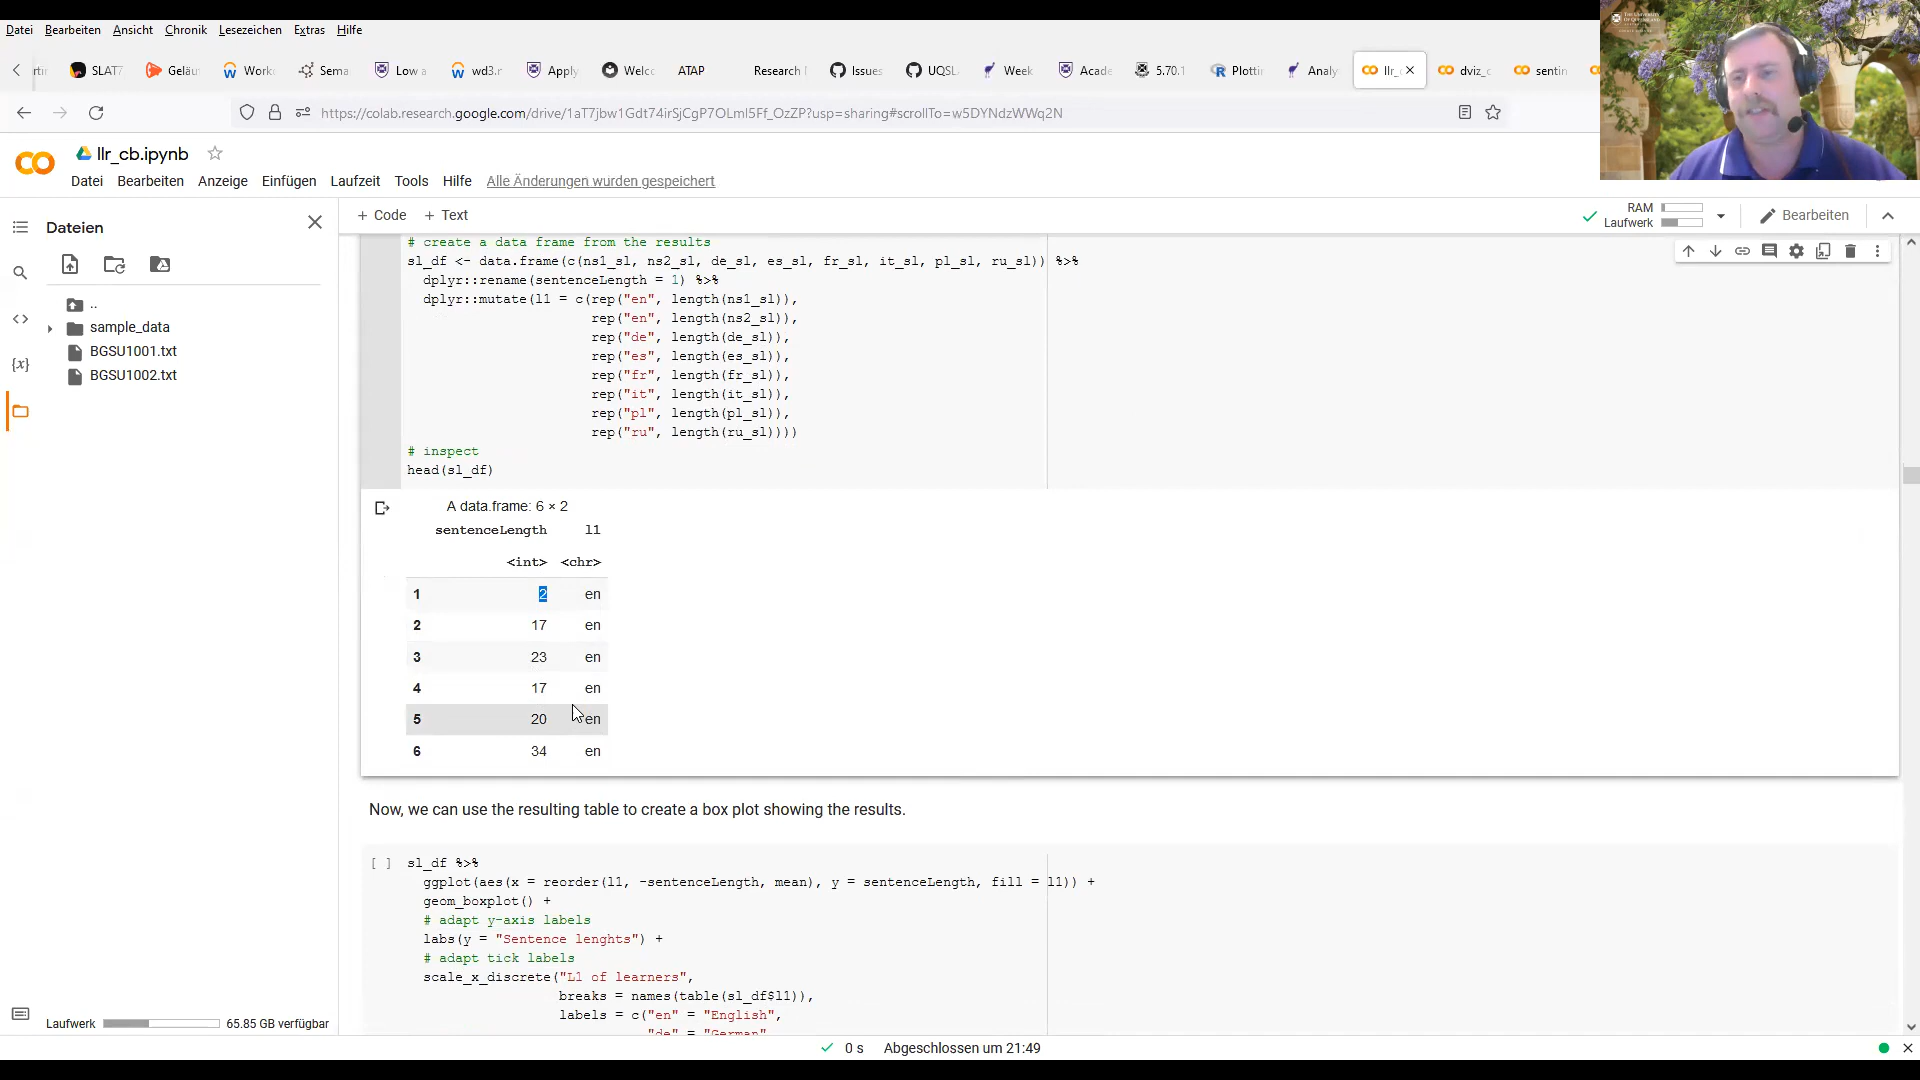 Datei Bearbeiten Ansicht Chronik Lesezeichen Extras Hilfe
SLAT7 Geläu Work Sema Low a wd3.r Apply Welc ATAP Research Issues UQSL Week Acade 5.70.1 Plottin Analy llr_c dviz_c sentin
https://colab.research.google.com/drive/1aT7jbw1Gdt74irSjCgP7OLmI5Ff_OzZP?usp=sharing#scrollTo=w5DYNdzWWq2N
llr_cb.ipynb
Datei Bearbeiten Anzeige Einfügen Laufzeit Tools Hilfe Alle Änderungen wurden gespeichert
Dateien
+ Code + Text
RAM
Laufwerk
Bearbeiten
..
sample_data
BGSU1001.txt
BGSU1002.txt
# create a data frame from the results
sl_df <- data.frame(c(ns1_sl, ns2_sl, de_sl, es_sl, fr_sl, it_sl, pl_sl, ru_sl)) %>%
dplyr::rename(sentenceLength = 1) %>%
dplyr::mutate(l1 = c(rep("en", length(ns1_sl)),
rep("en", length(ns2_sl)),
rep("de", length(de_sl)),
rep("es", length(es_sl)),
rep("fr", length(fr_sl)),
rep("it", length(it_sl)),
rep("pl", length(pl_sl)),
rep("ru", length(ru_sl))))
# inspect
head(sl_df)
A data.frame: 6 × 2
sentenceLength l1
<int> <chr>
1 2 en
2 17 en
3 23 en
4 17 en
5 20 en
6 34 en
Now, we can use the resulting table to create a box plot showing the results.
[ ] sl_df %>%
ggplot(aes(x = reorder(l1, -sentenceLength, mean), y = sentenceLength, fill = l1)) +
geom_boxplot() +
# adapt y-axis labels
labs(y = "Sentence lenghts") +
# adapt tick labels
scale_x_discrete("L1 of learners",
breaks = names(table(sl_df$l1)),
labels = c("en" = "English",
"de" = "German"
Laufwerk 65.85 GB verfügbar
0 s Abgeschlossen um 21:49